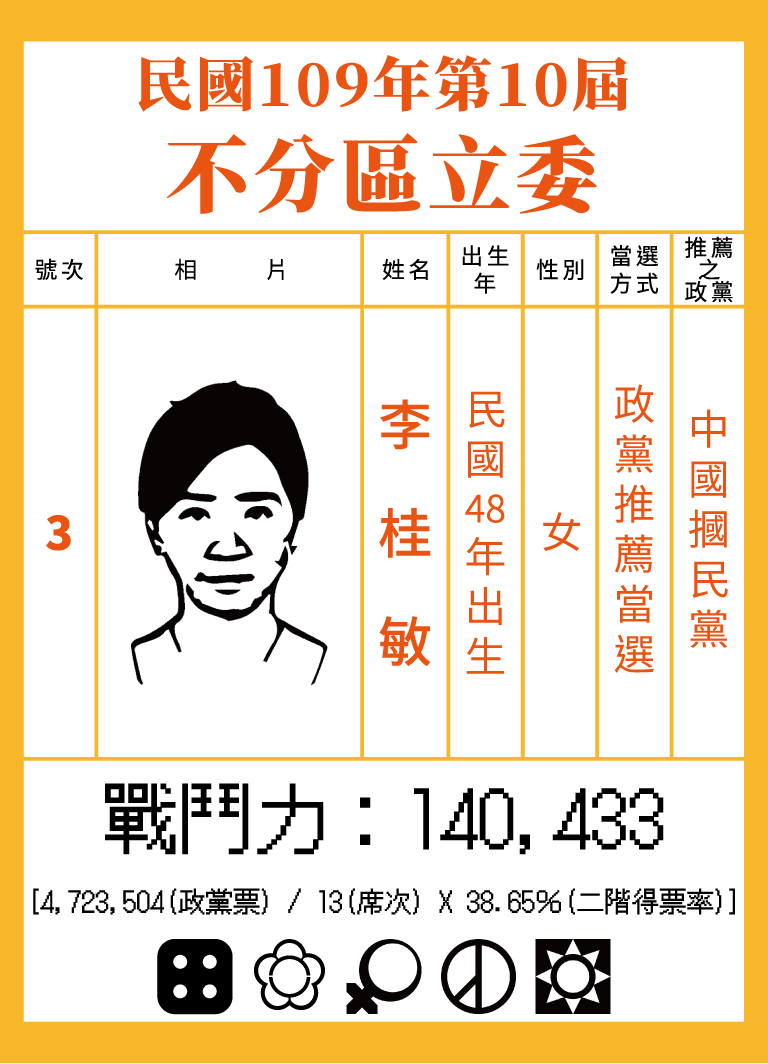 民國109年第10屆
不分區立委
號次
相片
姓名
出生年
性別
當選方式
推薦之政黨
3
李桂敏
民國48年出生
女
政黨推薦當選
中國摑民黨
戰鬥力：140,433
[4,723,504(政黨票) / 13(席次) X 38.65%(二階得票率)]